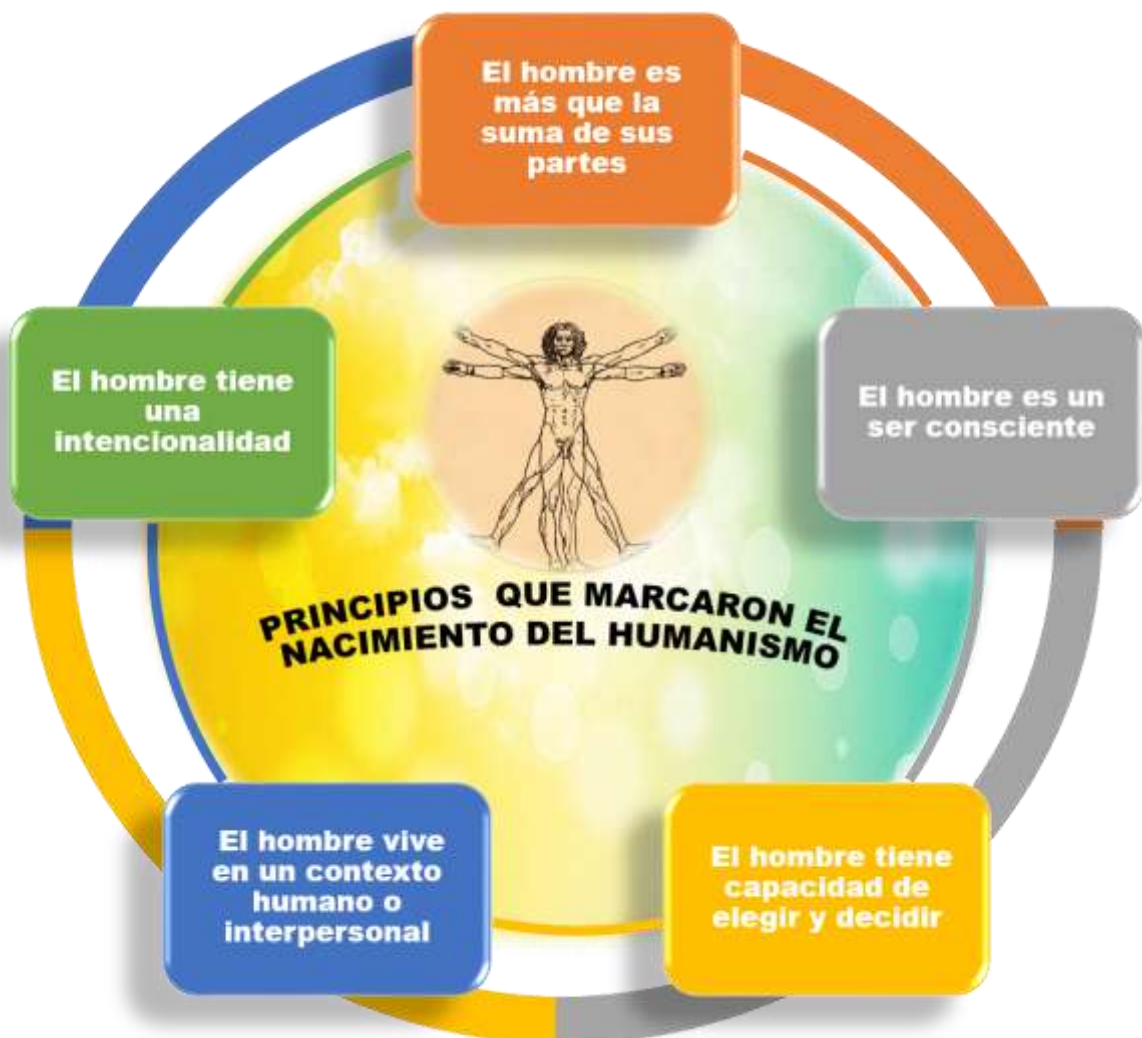 El hombre es
más que la
suma de sus
partes
El hombre es un
ser consciente
El hombre tiene
capacidad de
elegir y decidir
El hombre vive
en un contexto
humano o
interpersonal
El hombre tiene
una
intencionalidad
PRINCIPIOS QUE MARCARON EL
NACIMIENTO DEL HUMANISMO